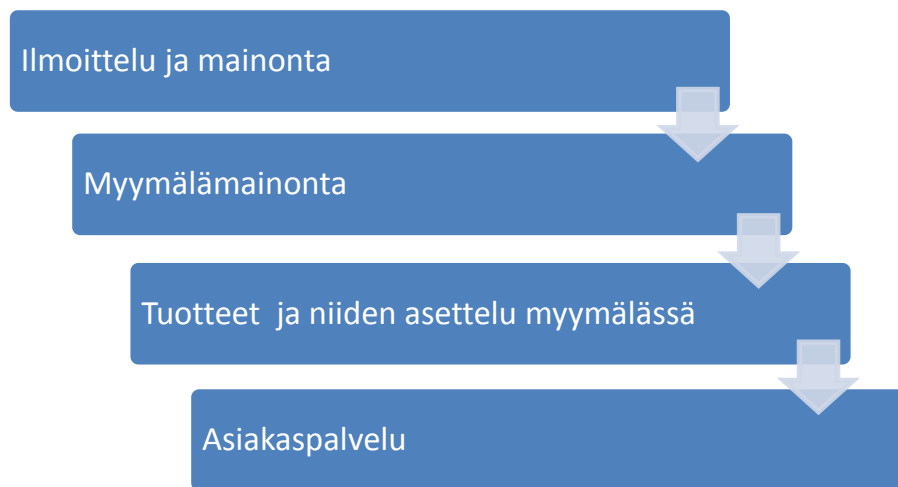 Ilmoittelu ja mainonta
Myymälämainonta
Tuotteet  ja niiden asettelu myymälässä
Asiakaspalvelu